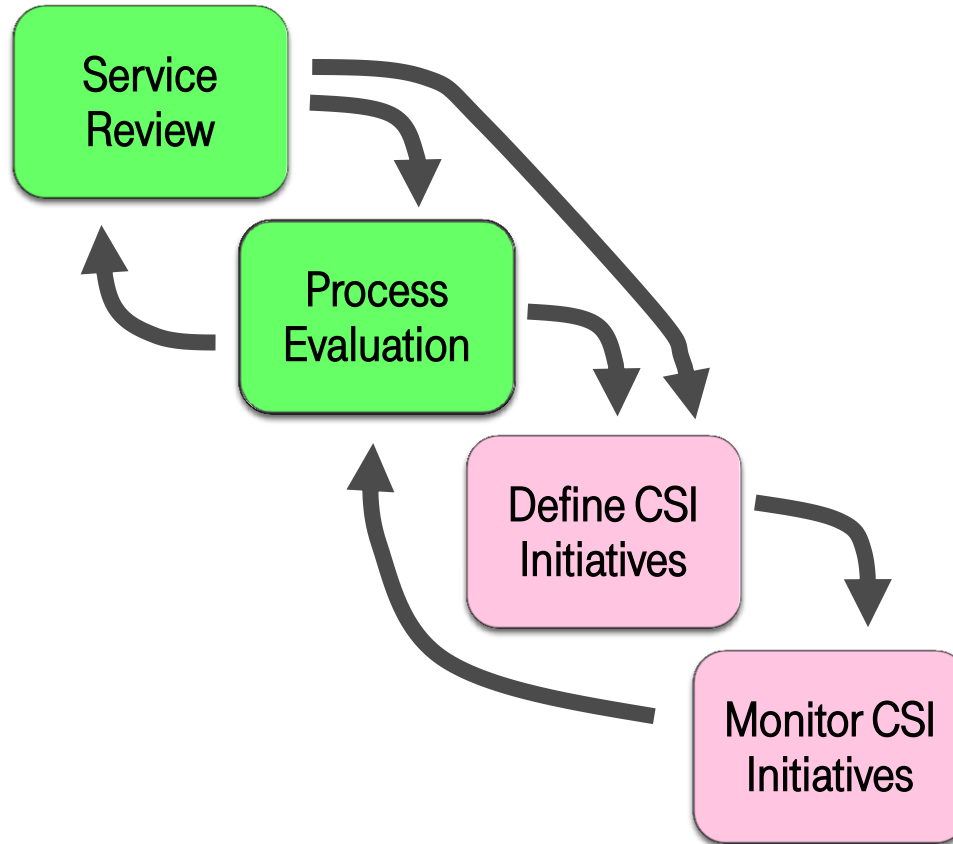 Service
Review
Process
Evaluation
Define CSI
Initiatives
Monitor CSI
Initiatives